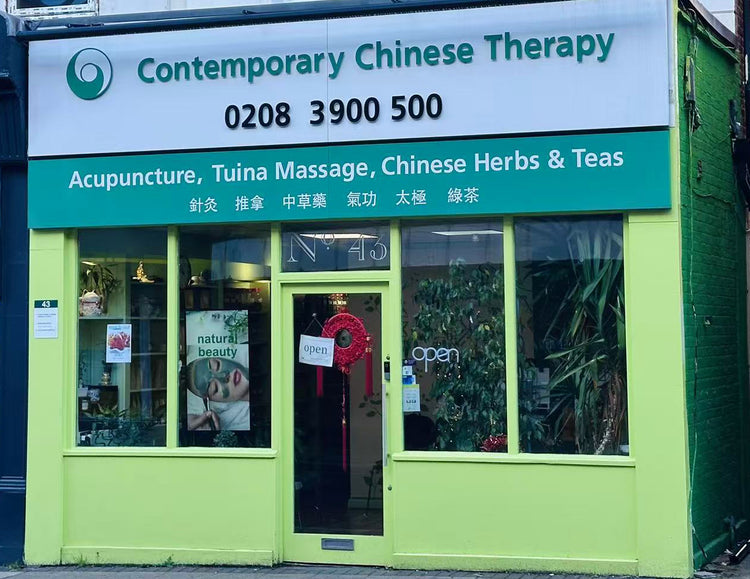 Contemporary Chinese Therapy
0208 3900 500
Acupuncture, Tuina Massage, Chinese Herbs & Teas
針灸 推拿 中草藥 氣功 太極 綠茶
Nº 43
43
natural
beauty
open
open